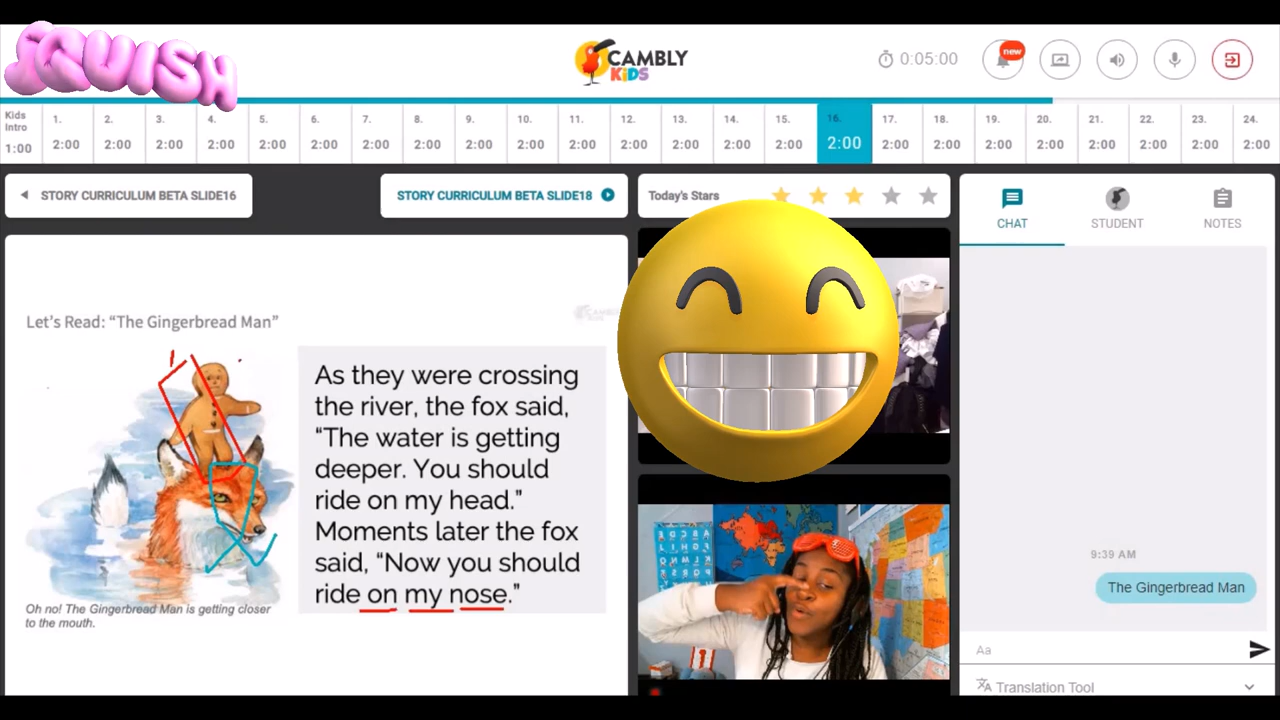 SQUISH
CAMBLY
KIDS
0:05:00
new
Kids
Intro
1:00
1.
2:00
2.
2:00
3.
2:00
4.
2:00
5.
2:00
6.
2:00
7.
2:00
8.
2:00
9.
2:00
10.
2:00
11.
2:00
12.
2:00
13.
2:00
14.
2:00
15.
2:00
16.
2:00
17.
2:00
18.
2:00
19.
2:00
20.
2:00
21.
2:00
22.
2:00
23.
2:00
24.
2:00
STORY CURRICULUM BETA SLIDE16
STORY CURRICULUM BETA SLIDE18
Today's Stars
CHAT
STUDENT
NOTES
Let's Read: "The Gingerbread Man"
CAMBLY
As they were crossing
the river, the fox said,
"The water is getting
deeper. You should
ride on my head."
Moments later the fox
said, "Now you should
ride on my nose."
Oh no! The Gingerbread Man is getting closer
to the mouth.
9:39 AM
The Gingerbread Man
Aa
Translation Tool